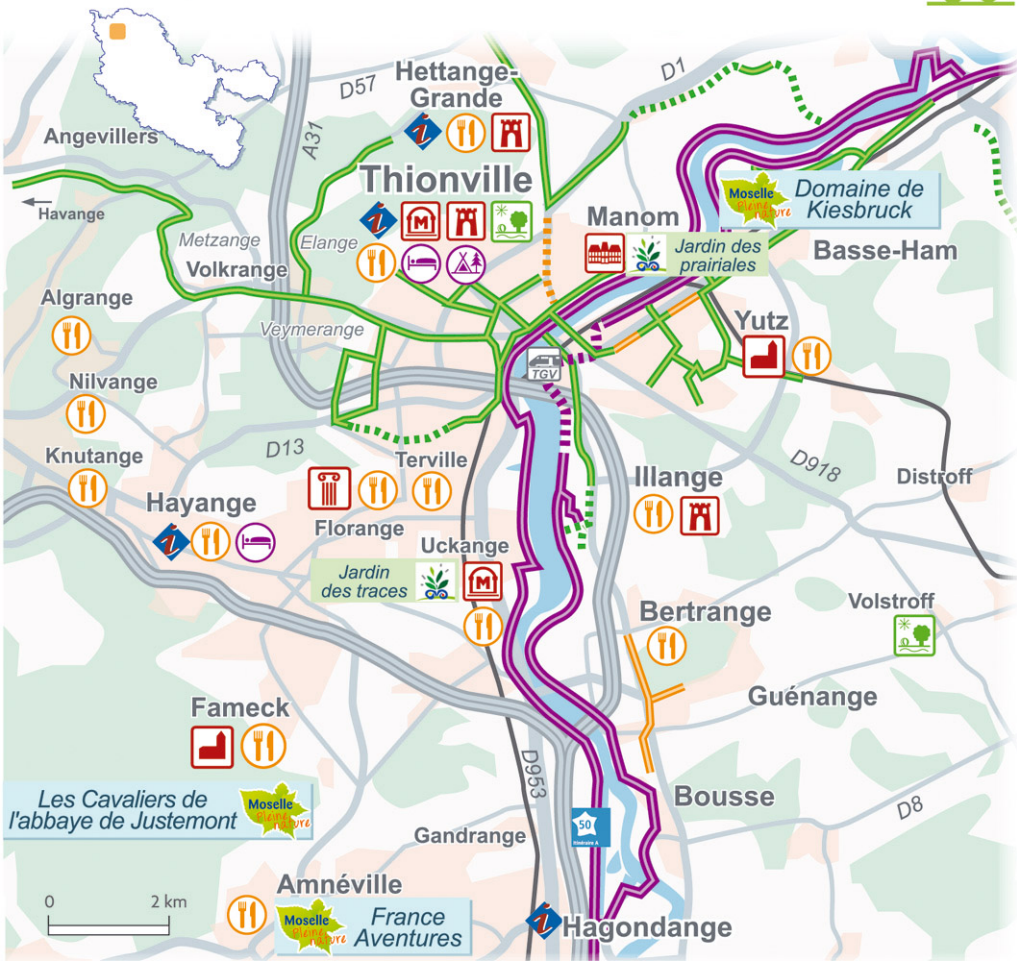 D57
Hettange-
Grande
D1
Angevillers
A31
Thionville
Moselle
Pleine
nature
Domaine de
Kiesbruck
Havange
Metzange
Elange
M
Manom
Jardin des
prairiales
Basse-Ham
Volkrange
Algrange
Veymerange
Yutz
TGV
Nilvange
D13
Knutange
Terville
D918
Distroff
Hayange
Florange
Illange
Uckange
Jardin
des traces
M
Bertrange
Volstroff
Guénange
Fameck
D953
Les Cavaliers de
l'abbaye de Justemont
Moselle
Pleine
nature
Bousse
50
Itinéraire A
Gandrange
D8
0 2 km
Amnéville
Moselle
Pleine
nature
France
Aventures
Hagondange